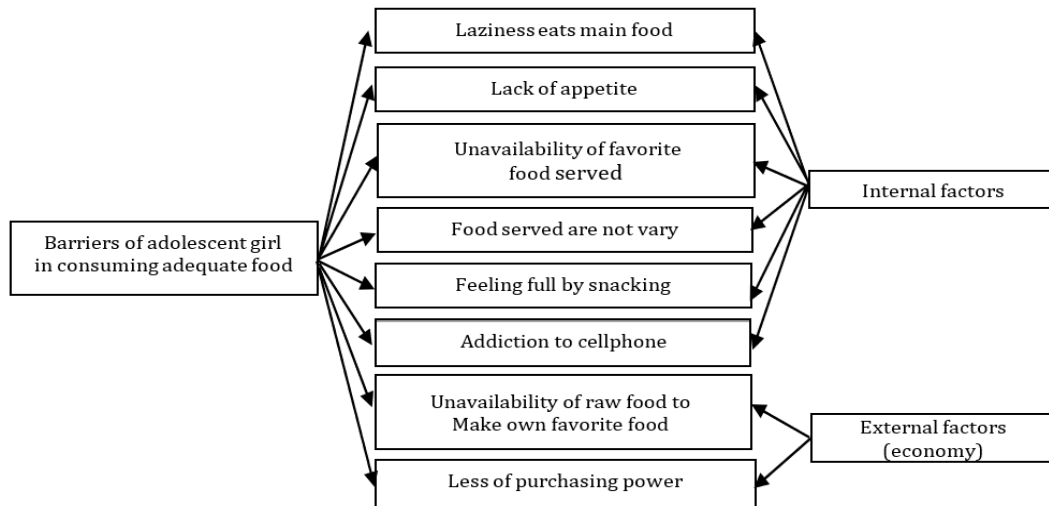 Laziness eats main food
Lack of appetite
Unavailability of favorite
food served
Internal factors
Barriers of adolescent girl
in consuming adequate food
Food served are not vary
Feeling full by snacking
Addiction to cellphone
Unavailability of raw food to
Make own favorite food
External factors
(economy)
Less of purchasing power